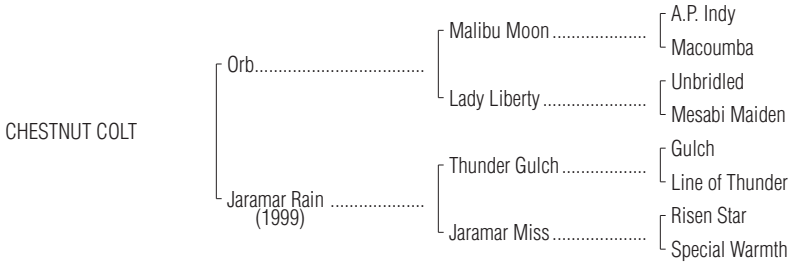 A.P. Indy
Malibu Moon ....................
Macoumba
Orb...................................
Unbridled
Lady Liberty ......................
Mesabi Maiden
CHESTNUT COLT
Gulch
Thunder Gulch ..................
Line of Thunder
Jaramar Rain ....................
(1999)
Risen Star
Jaramar Miss ....................
Special Warmth